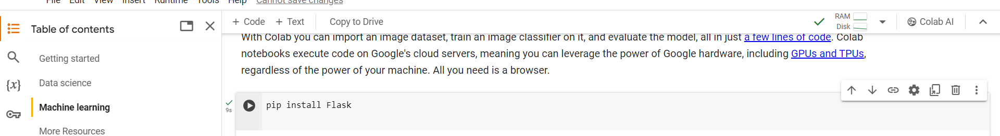 File Edit View Insert Runtime Tools Help Cannot save changes
Table of contents
+ Code + Text Copy to Drive
RAM
Disk
Colab AI
Getting started
Data science
Machine learning
More Resources
{x}
With Colab you can import an image dataset, train an image classifier on it, and evaluate the model, all in just a few lines of code. Colab
notebooks execute code on Google's cloud servers, meaning you can leverage the power of Google hardware, including GPUs and TPUs,
regardless of the power of your machine. All you need is a browser.
9s
pip install Flask